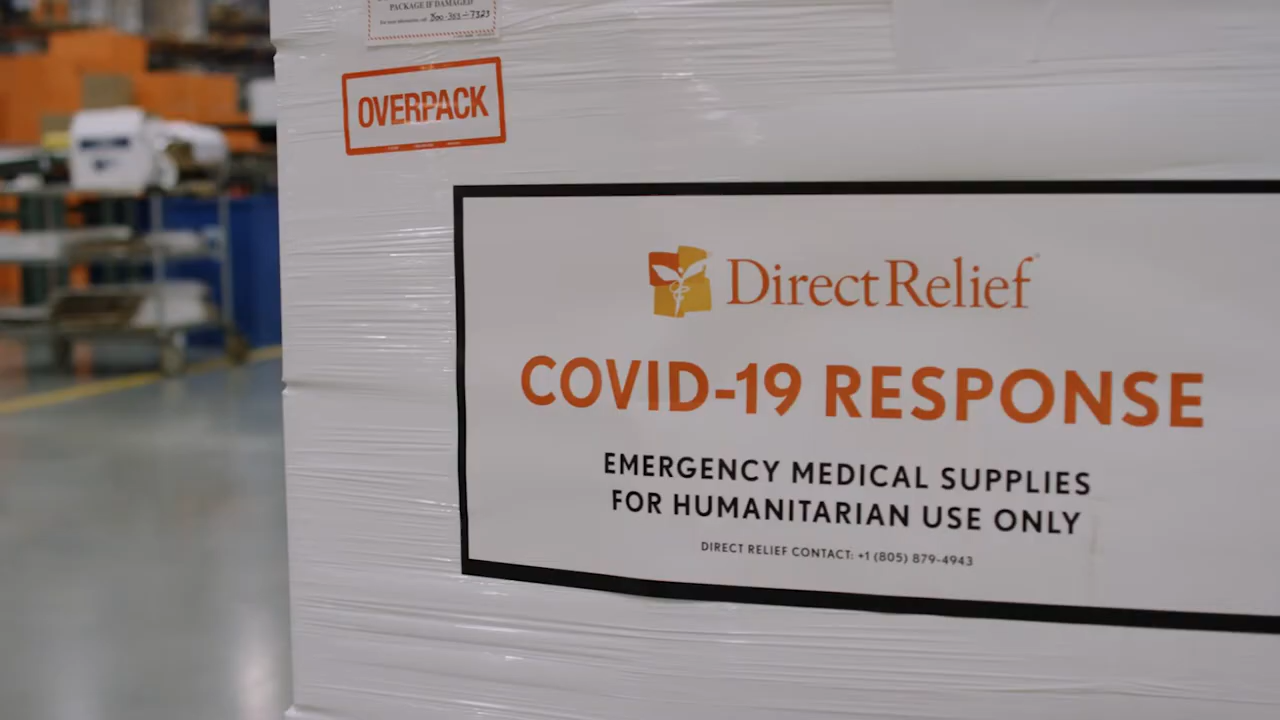 PACKAGE IF DAMAGED
OVERPACK
DirectRelief
COVID-19 RESPONSE
EMERGENCY MEDICAL SUPPLIES
FOR HUMANITARIAN USE ONLY
DIRECT RELIEF CONTACT: +1 (805) 879-4943